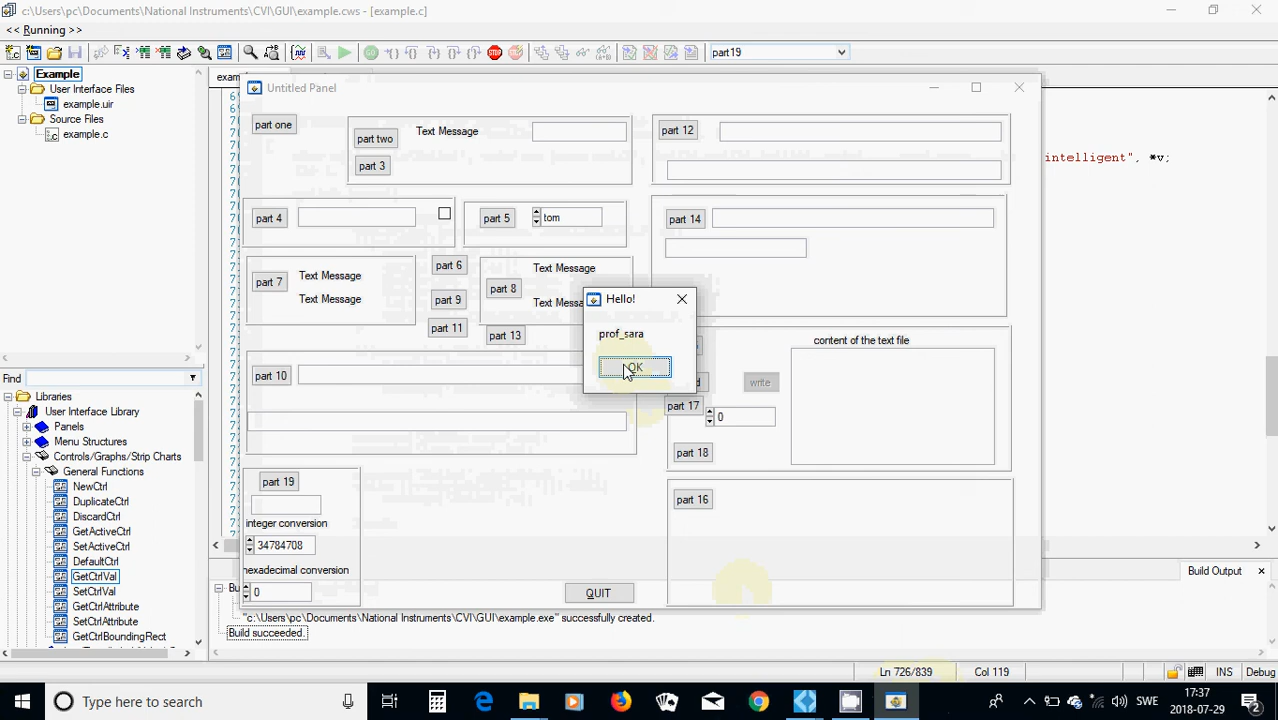 c:\Users\pc\Documents\National Instruments\CVI\GUI\example.cws - [example.c]
<< Running >>
part19
Example
User Interface Files
example.uir
Source Files
example.c
Untitled Panel
part one
part two
Text Message
part 3
part 12
part 4
part 5
tom
part 14
part 7
Text Message
Text Message
part 6
part 9
part 11
part 8
Text Message
part 13
part 10
Hello!
prof_sara
OK
content of the text file
write
part 17
0
part 18
part 19
integer conversion
34784708
hexadecimal conversion
0
part 16
QUIT
intelligent", *v;
Find
Libraries
User Interface Library
Panels
Menu Structures
Controls/Graphs/Strip Charts
General Functions
NewCtrl
DuplicateCtrl
DiscardCtrl
GetActiveCtrl
SetActiveCtrl
DefaultCtrl
GetCtrlVal
SetCtrlVal
GetCtrlAttribute
SetCtrlAttribute
GetCtrlBoundingRect
Build Output
"c:\Users\pc\Documents\National Instruments\CVI\GUI\example.exe" successfully created.
Build succeeded.
Ln 726/839
Col 119
INS
Debug
Type here to search
SWE
17:37
2018-07-29
2